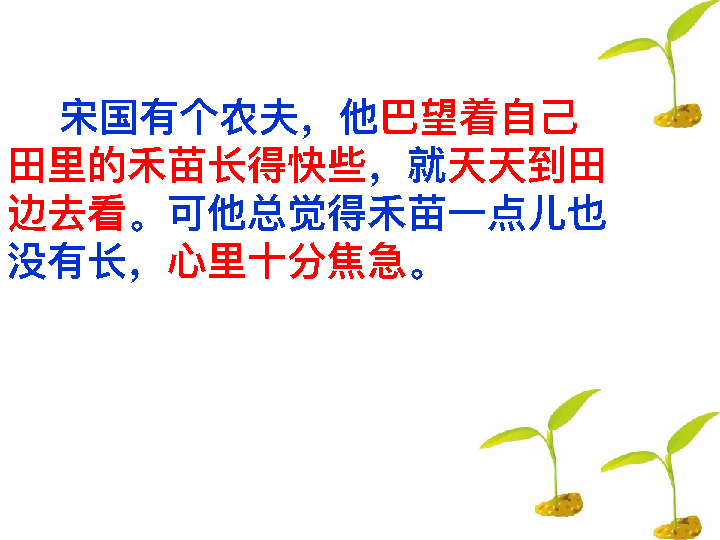 宋国有个农夫，他巴望着自己
田里的禾苗长得快些，就天天到田
边去看。可他总觉得禾苗一点儿也
没有长，心里十分焦急。